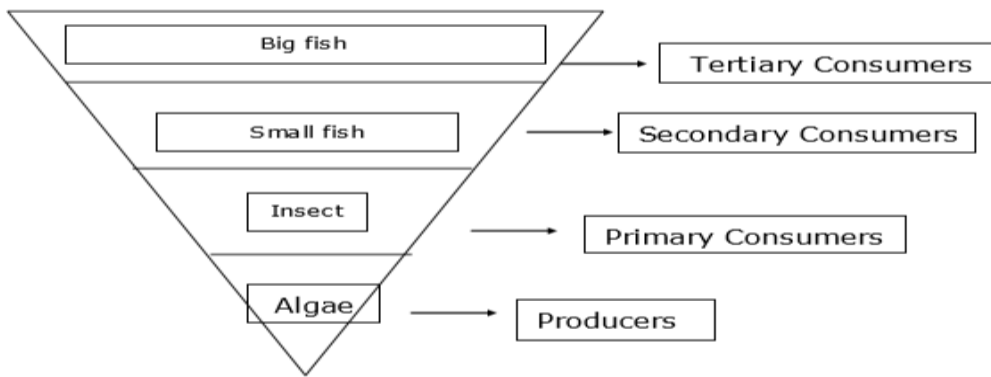 Big fish
Tertiary Consumers
Small fish
Secondary Consumers
Insect
Primary Consumers
Algae
Producers